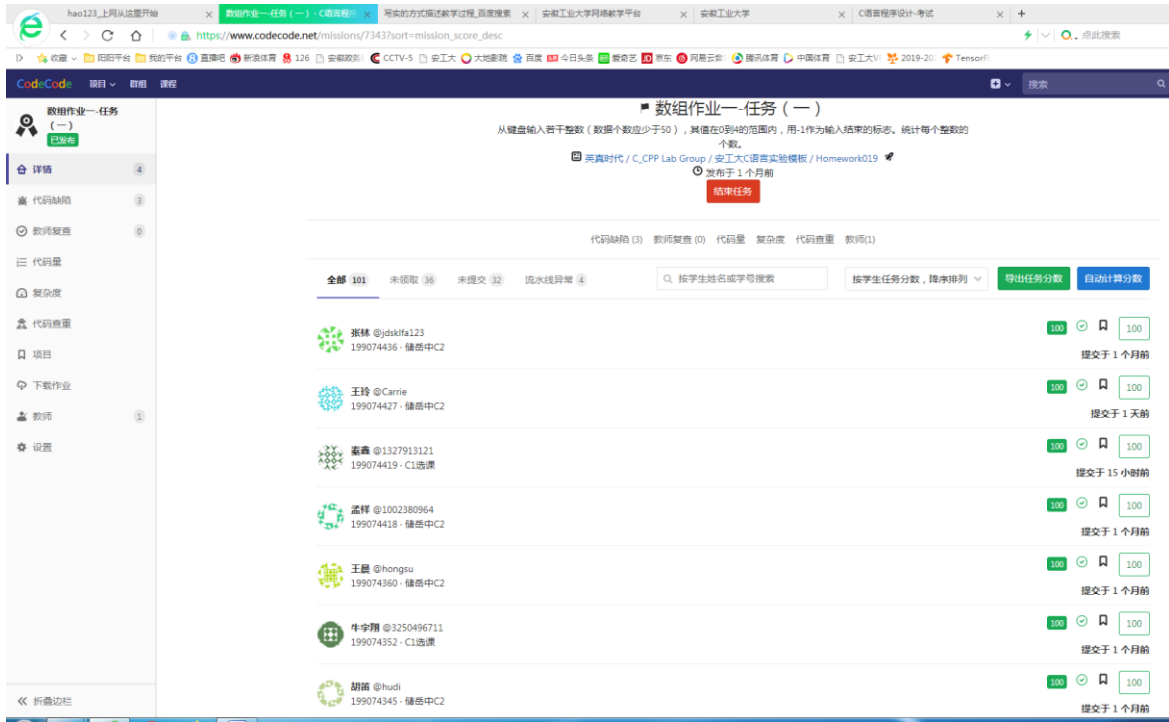 hao123_上网从这里开始
数组作业一-任务（一）- C语言程序
写实的方式描述教学过程_百度搜索
安徽工业大学网络教学平台
安徽工业大学
C语言程序设计-考试
https://www.codecode.net/missions/7343?sort=mission_score_desc
点此搜索
收藏 旧阳平台 我的平台 直播吧 新浪体育 126 安徽政务 CCTV-5 安工大 大地影院 百度 今日头条 爱奇艺 京东 网易云音 腾讯体育 中国体育 安工大V 2019-20 TensorFl
CodeCode 项目 群组 课程
搜索
数组作业一-任务
（一）
已发布
详情 4
代码缺陷 3
教师复查 0
代码量
复杂度
代码查重
项目
下载作业
教师 1
设置
折叠边栏
数组作业一-任务（一）
从键盘输入若干整数（数据个数应少于50），其值在0到4的范围内，用-1作为输入结束的标志。统计每个整数的
个数。
英真时代 / C_CPP Lab Group / 安工大C语言实验模板 / Homework019
发布于 1 个月前
结束任务
代码缺陷 (3) 教师复查 (0) 代码量 复杂度 代码查重 教师(1)
全部 101 未领取 36 未提交 32 流水线异常 4
按学生姓名或学号搜索
按学生任务分数，降序排列
导出任务分数
自动计算分数
张林 @jdsklfa123
199074436 · 储岳中C2
100 100
提交于 1 个月前
王玲 @Carrie
199074427 · 储岳中C2
100 100
提交于 1 天前
秦鑫 @1327913121
199074419 · C1选课
100 100
提交于 15 小时前
孟样 @1002380964
199074418 · 储岳中C2
100 100
提交于 1 个月前
王晨 @hongsu
199074360 · 储岳中C2
100 100
提交于 1 个月前
牛宇翔 @3250496711
199074352 · C1选课
100 100
提交于 1 个月前
胡笛 @hudi
199074345 · 储岳中C2
100 100
提交于 1 个月前